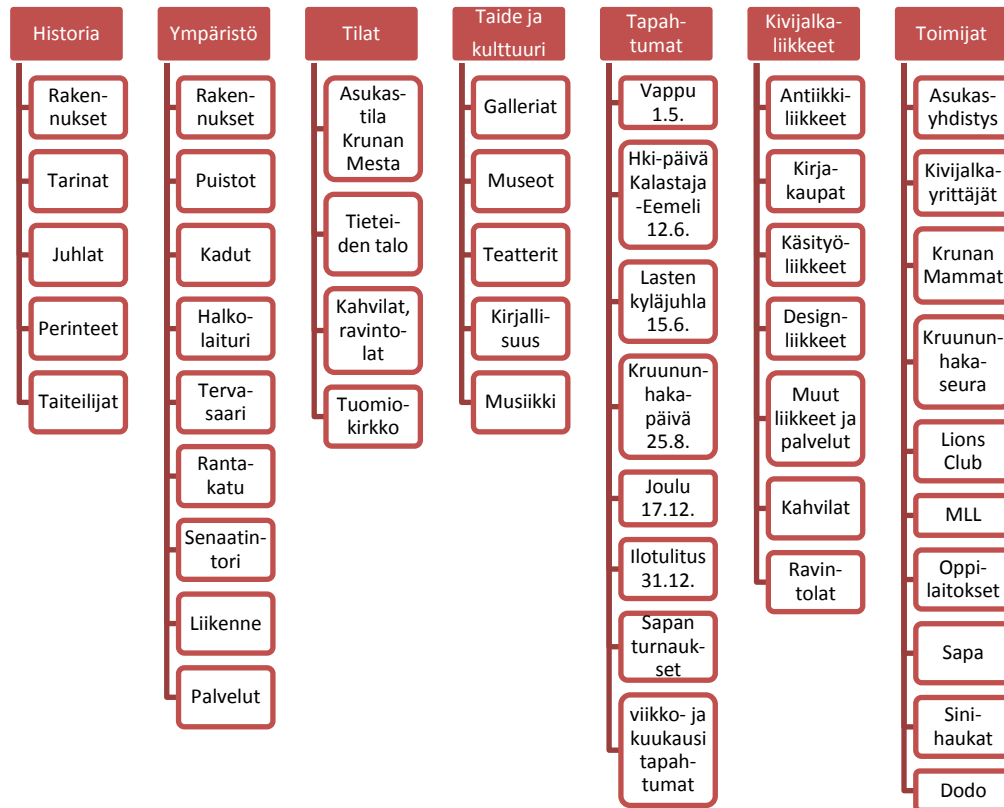 Historia
Raken-
nukset
Tarinat
Juhlat
Perinteet
Taiteilijat
Ympäristö
Raken-
nukset
Puistot
Kadut
Halko-
laituri
Terva-
saari
Ranta-
katu
Senaatin-
tori
Liikenne
Palvelut
Tilat
Asukas-
tila
Krunan
Mesta
Tietei-
den talo
Kahvilat,
ravinto-
lat
Tuomio-
kirkko
Taide ja
kulttuuri
Galleriat
Museot
Teatterit
Kirjalli-
suus
Musiikki
Tapah-
tumat
Vappu
1.5.
Hki-päivä
Kalastaja
-Eemeli
12.6.
Lasten
kyläjuhla
15.6.
Kruunun-
haka-
päivä
25.8.
Joulu
17.12.
Ilotulitus
31.12.
Sapan
turnauk-
set
viikko- ja
kuukausi
tapah-
tumat
Kivijalka-
liikkeet
Antiikki-
liikkeet
Kirja-
kaupat
Käsityö-
liikkeet
Design-
liikkeet
Muut
liikkeet ja
palvelut
Kahvilat
Ravin-
tolat
Toimijat
Asukas-
yhdistys
Kivijalka-
yrittäjät
Krunan
Mammat
Kruunun-
haka-
seura
Lions
Club
MLL
Oppi-
laitokset
Sapa
Sini-
haukat
Dodo